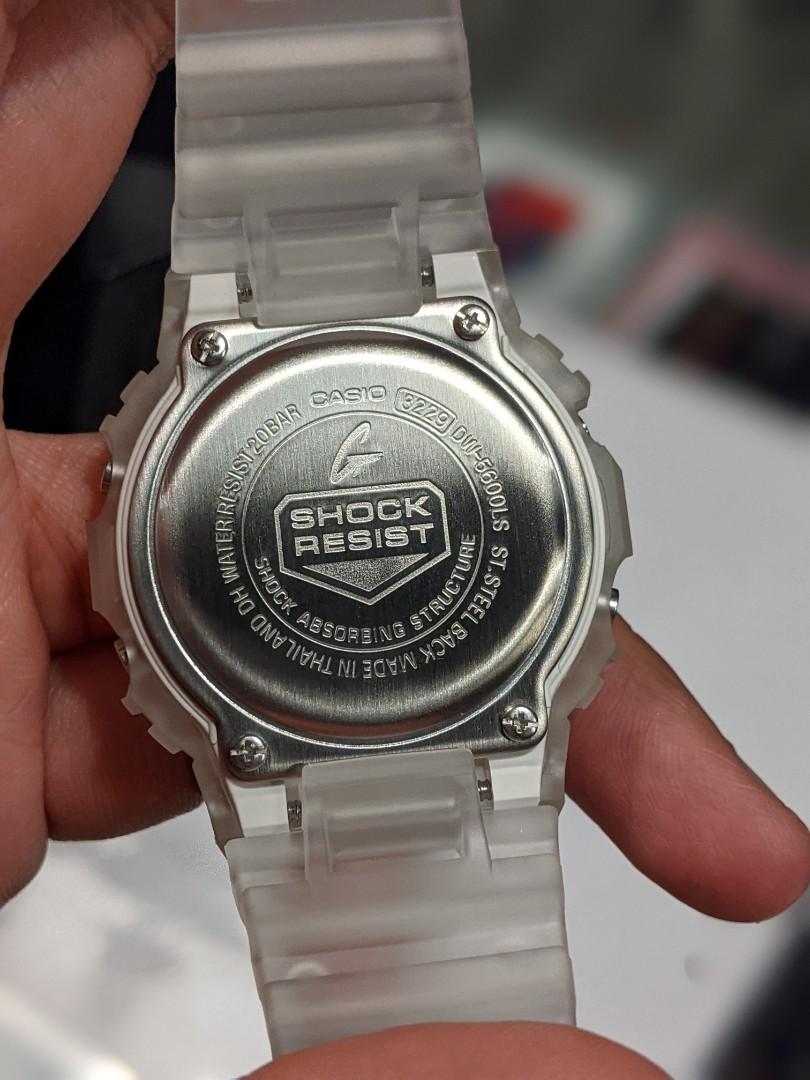 CASIO 3229 DW-5600LS ST.STEEL BACK MADE IN THAILAND DH WATER RESIST 20BAR
G
SHOCK
RESIST
SHOCK ABSORBING STRUCTURE